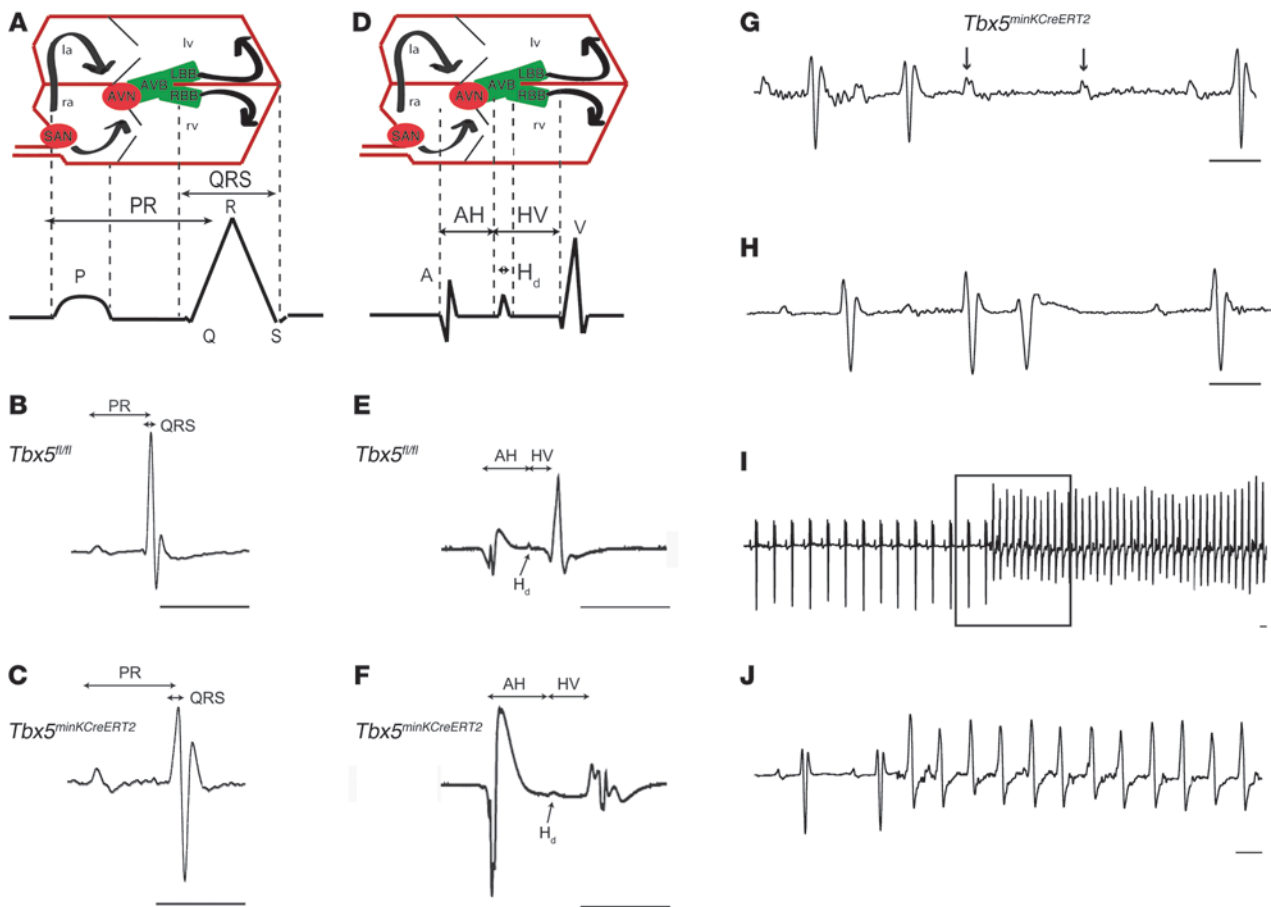 A
la
lv
LBB
AVB
AVN
RBB
ra
rv
SAN
QRS
PR
R
P
Q
S
B
PR
QRS
Tbx5fl/fl
C
PR
QRS
Tbx5minKCreERT2
D
la
lv
LBB
AVB
AVN
RBB
ra
rv
SAN
AH
HV
V
A
Hd
E
Tbx5fl/fl
AH
HV
Hd
F
AH
HV
Tbx5minKCreERT2
Hd
G
Tbx5minKCreERT2
H
I
J